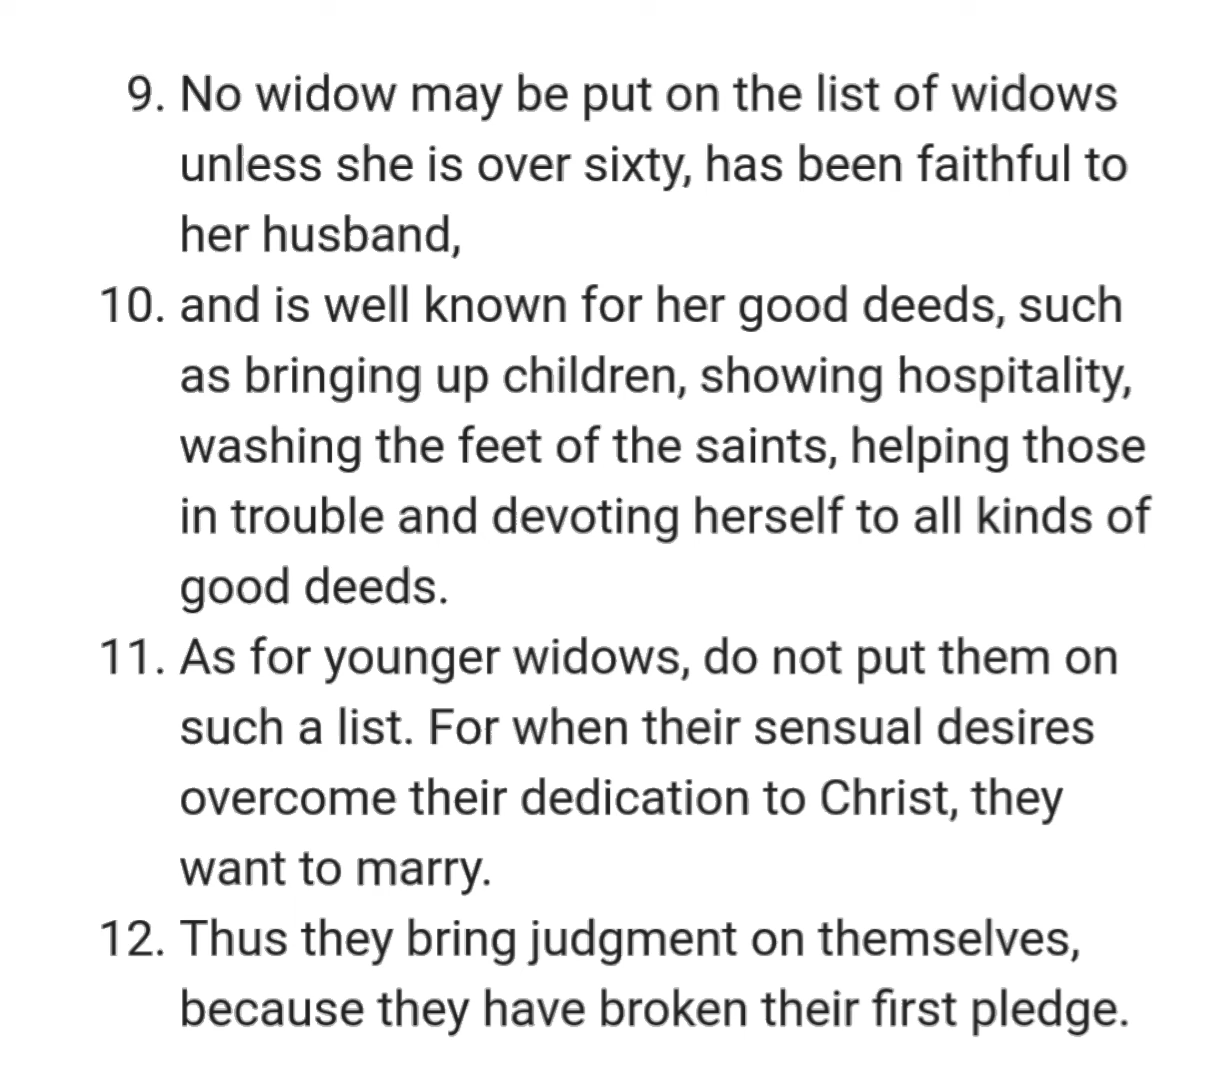 9. No widow may be put on the list of widows
unless she is over sixty, has been faithful to
her husband,
10. and is well known for her good deeds, such
as bringing up children, showing hospitality,
washing the feet of the saints, helping those
in trouble and devoting herself to all kinds of
good deeds.
11. As for younger widows, do not put them on
such a list. For when their sensual desires
overcome their dedication to Christ, they
want to marry.
12. Thus they bring judgment on themselves,
because they have broken their first pledge.